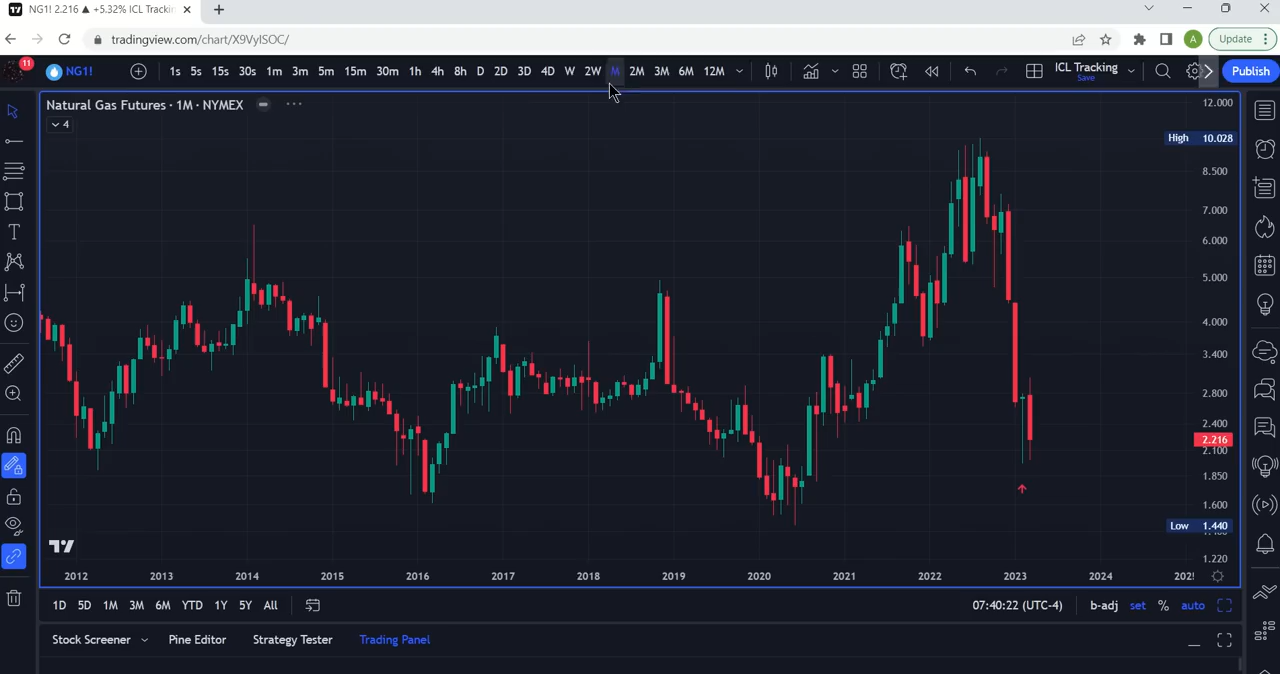 NG1! 2.216 ▲ +5.32% ICL Trackin
tradingview.com/chart/X9VyISOC/
A
Update
11
NG1!
1s 5s 15s 30s 1m 3m 5m 15m 30m 1h 4h 8h D 2D 3D 4D W 2W M 2M 3M 6M 12M
ICL Tracking
Save
Publish
Natural Gas Futures · 1M · NYMEX
4
12.000
High 10.028
8.500
7.000
6.000
5.000
4.000
3.400
2.800
2.400
2.216
2.100
1.850
1.600
Low 1.440
1.220
2012 2013 2014 2015 2016 2017 2018 2019 2020 2021 2022 2023 2024
1D 5D 1M 3M 6M YTD 1Y 5Y All
07:40:22 (UTC-4)
b-adj set % auto
Stock Screener Pine Editor Strategy Tester Trading Panel